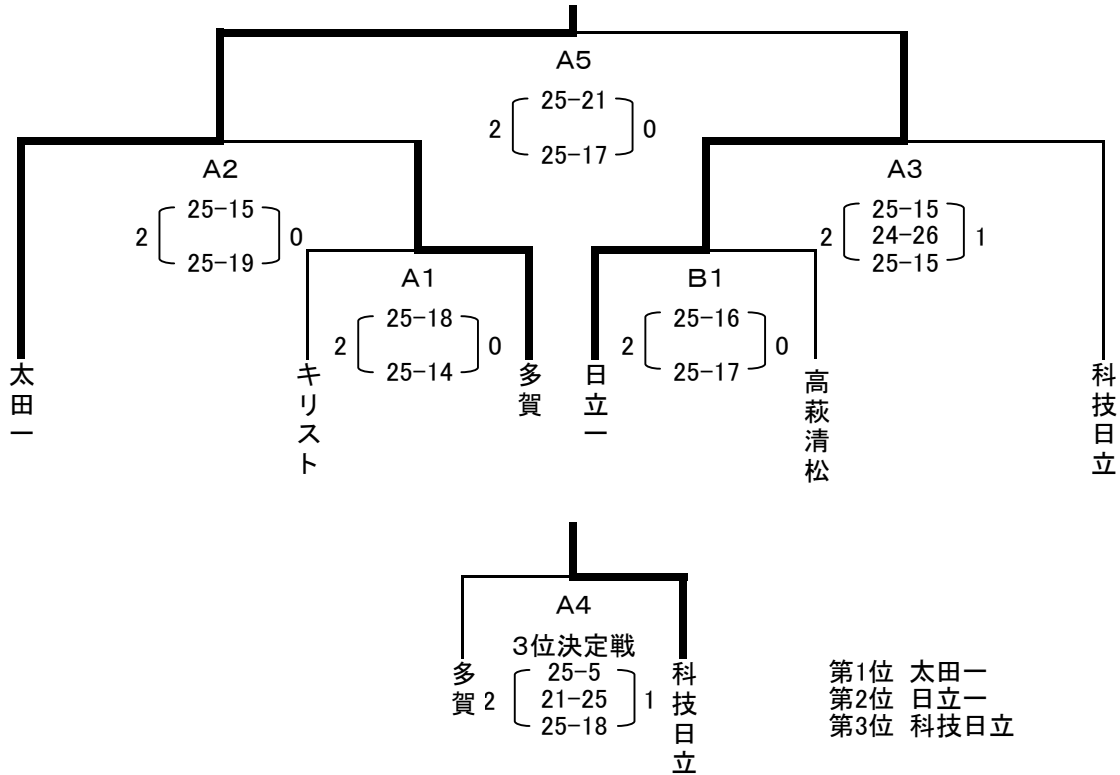 A5
25-21
2 0
25-17
A2
25-15
2 0
25-19
A3
25-15
2 24-26 1
25-15
A1
25-18
2 0
25-14
B1
25-16
2 0
25-17
太田一
キリスト
多賀
日立一
高萩清松
科技日立
A4
3位決定戦
25-5
2 21-25 1
25-18
多賀
科技日立
第1位 太田一
第2位 日立一
第3位 科技日立